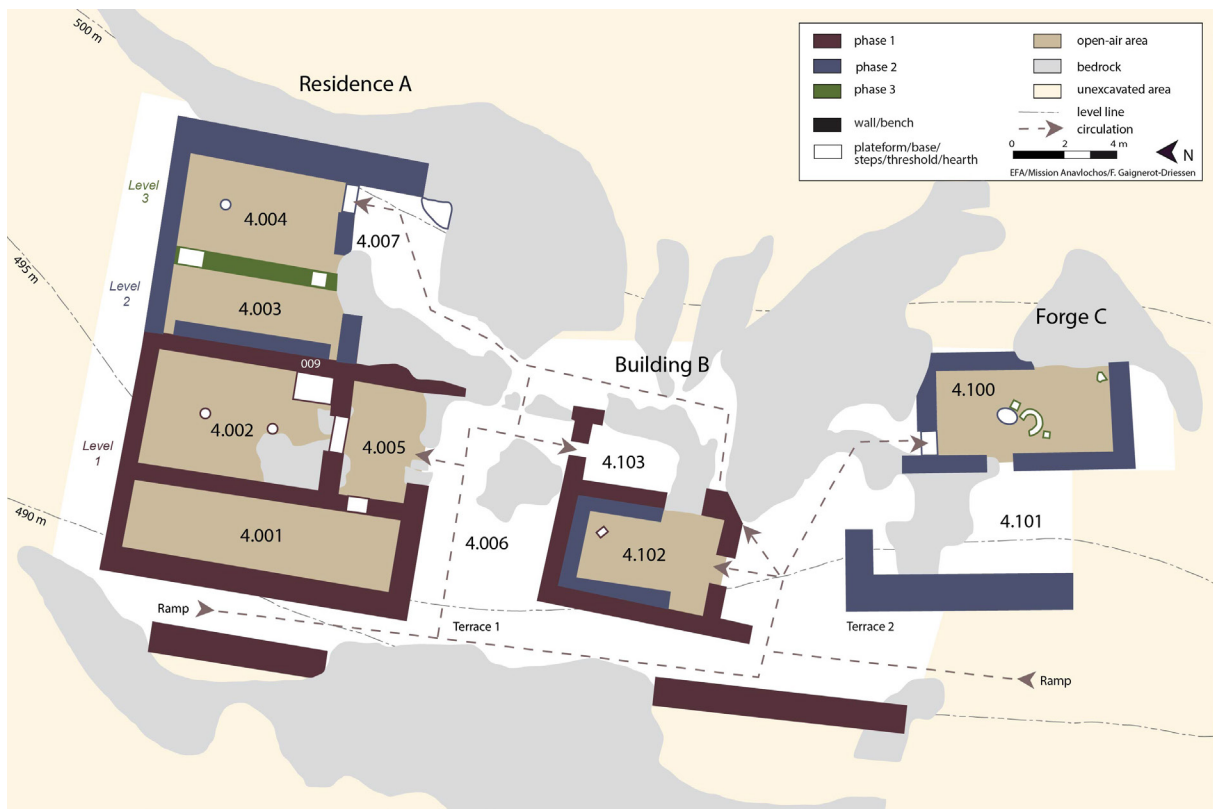 500 m
Residence A
phase 1
phase 2
phase 3
wall/bench
plateform/base/
steps/threshold/hearth
open-air area
bedrock
unexcavated area
level line
circulation
0 2 4 m
N
EFA/Mission Anavlochos/F. Gaignerot-Driessen
Level
3
4.004
4.007
495 m
Level
2
4.003
Forge C
009
Building B
4.100
4.002
4.005
Level
1
4.103
490 m
4.001
4.006
4.102
4.101
Ramp
Terrace 1
Terrace 2
Ramp